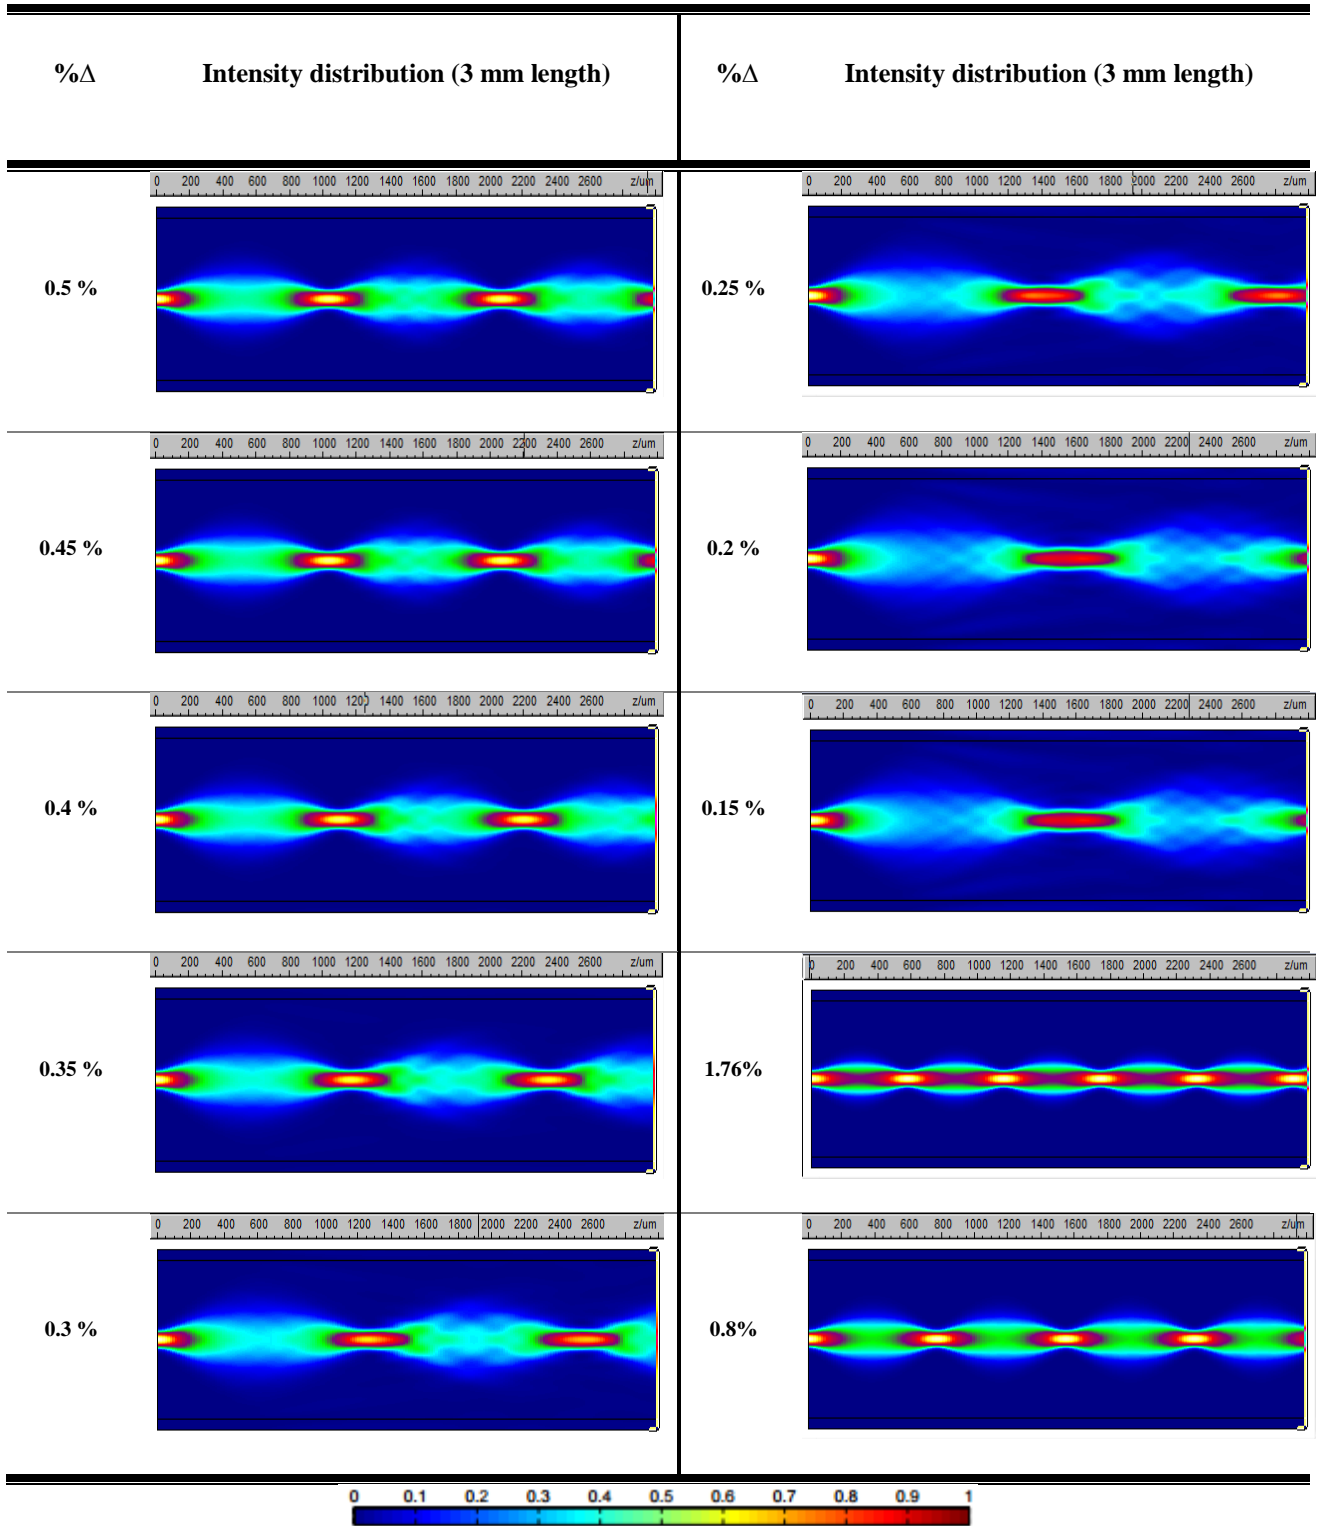 %Δ Intensity distribution (3 mm length) %Δ Intensity distribution (3 mm length)
0 200 400 600 800 1000 1200 1400 1600 1800 2000 2200 2400 2600 z/um
0.5 %
0 200 400 600 800 1000 1200 1400 1600 1800 2000 2200 2400 2600 z/um
0.25 %
0 200 400 600 800 1000 1200 1400 1600 1800 2000 2200 2400 2600 z/um
0.45 %
0 200 400 600 800 1000 1200 1400 1600 1800 2000 2200 2400 2600 z/um
0.2 %
0 200 400 600 800 1000 1200 1400 1600 1800 2000 2200 2400 2600 z/um
0.4 %
0 200 400 600 800 1000 1200 1400 1600 1800 2000 2200 2400 2600 z/um
0.15 %
0 200 400 600 800 1000 1200 1400 1600 1800 2000 2200 2400 2600 z/um
0.35 %
0 200 400 600 800 1000 1200 1400 1600 1800 2000 2200 2400 2600 z/um
1.76%
0 200 400 600 800 1000 1200 1400 1600 1800 2000 2200 2400 2600 z/um
0.3 %
0 200 400 600 800 1000 1200 1400 1600 1800 2000 2200 2400 2600 z/um
0.8%
0 0.1 0.2 0.3 0.4 0.5 0.6 0.7 0.8 0.9 1